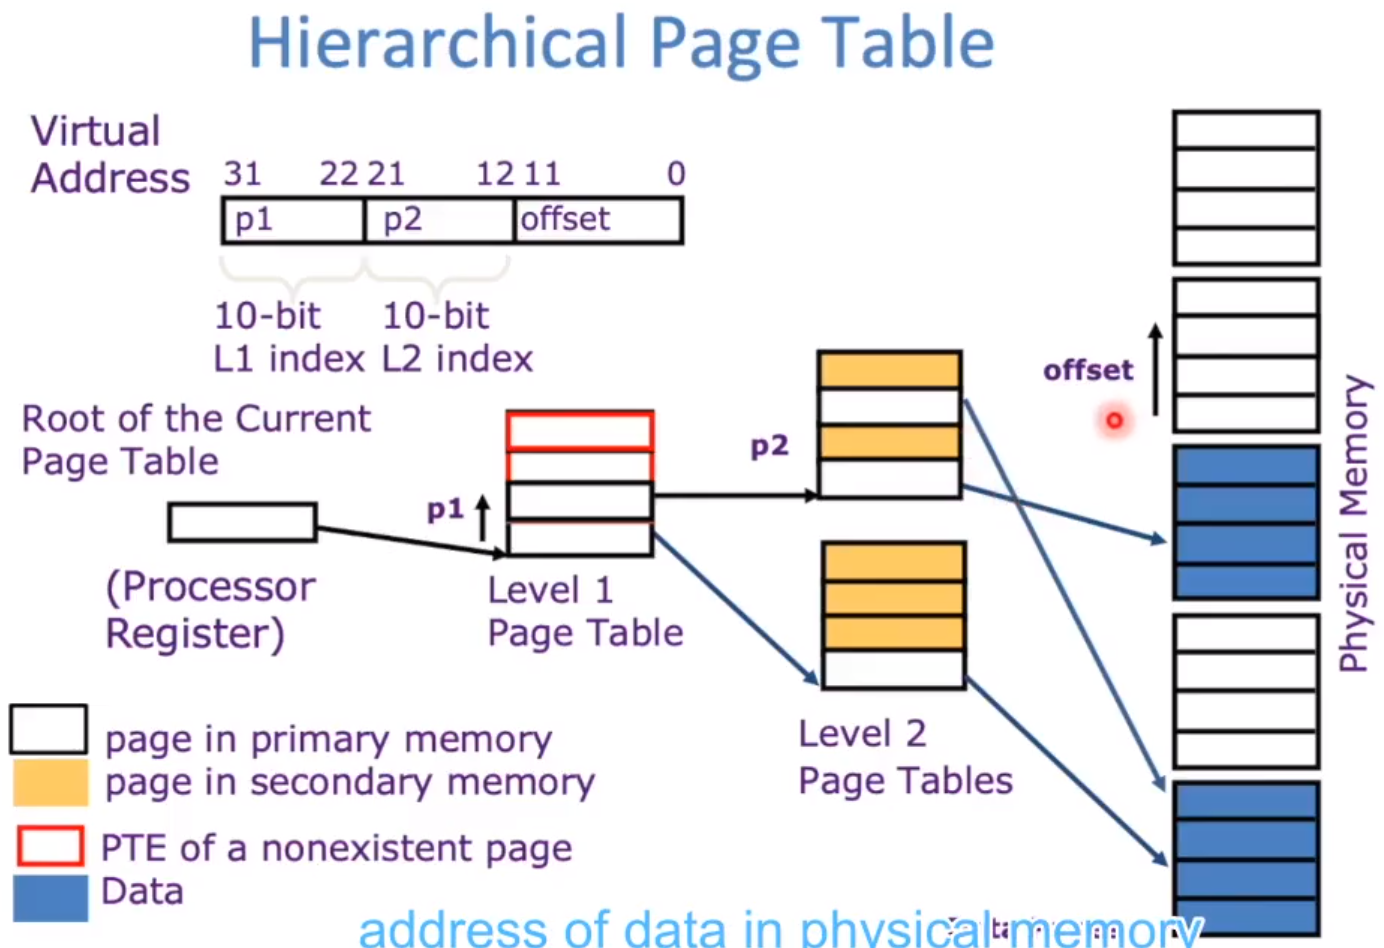 Hierarchical Page Table
Virtual
Address
31 22 21 12 11 0
p1 p2 offset
10-bit 10-bit
L1 index L2 index
Root of the Current
Page Table
(Processor
Register)
p1
Level 1
Page Table
p2
Level 2
Page Tables
offset
Physical Memory
page in primary memory
page in secondary memory
PTE of a nonexistent page
Data
address of data in physical memory